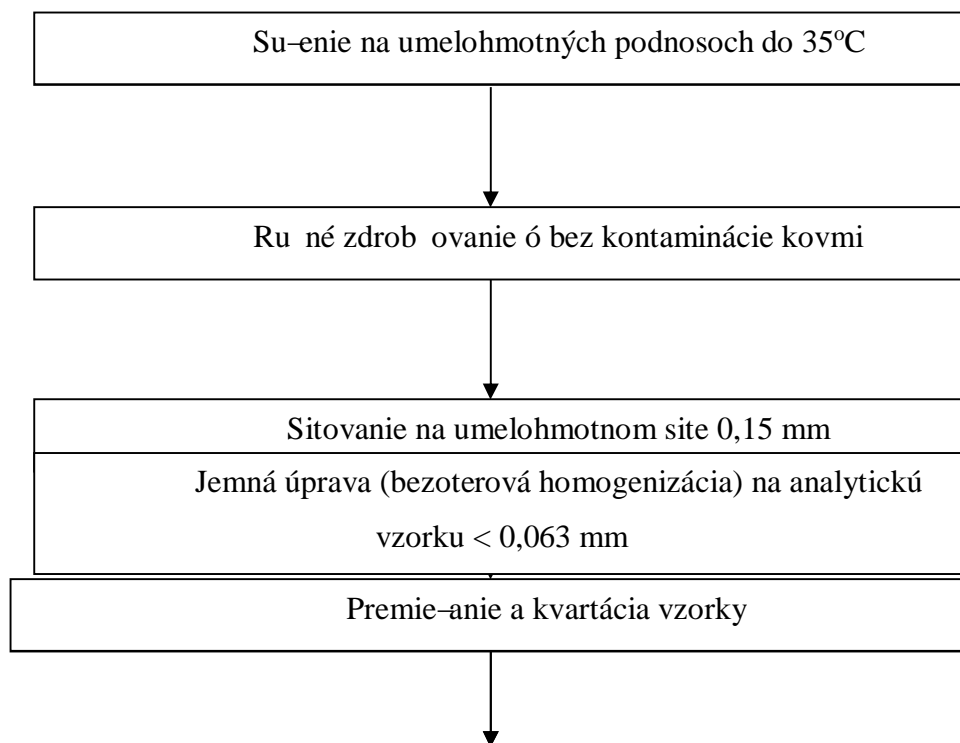 Su–enie na umelohmotných podnosoch do 35ºC
Ru né zdrob ovanie ó bez kontaminácie kovmi
Sitovanie na umelohmotnom site 0,15 mm
Jemná úprava (bezoterová homogenizácia) na analytickú
vzorku < 0,063 mm
Premie–anie a kvartácia vzorky